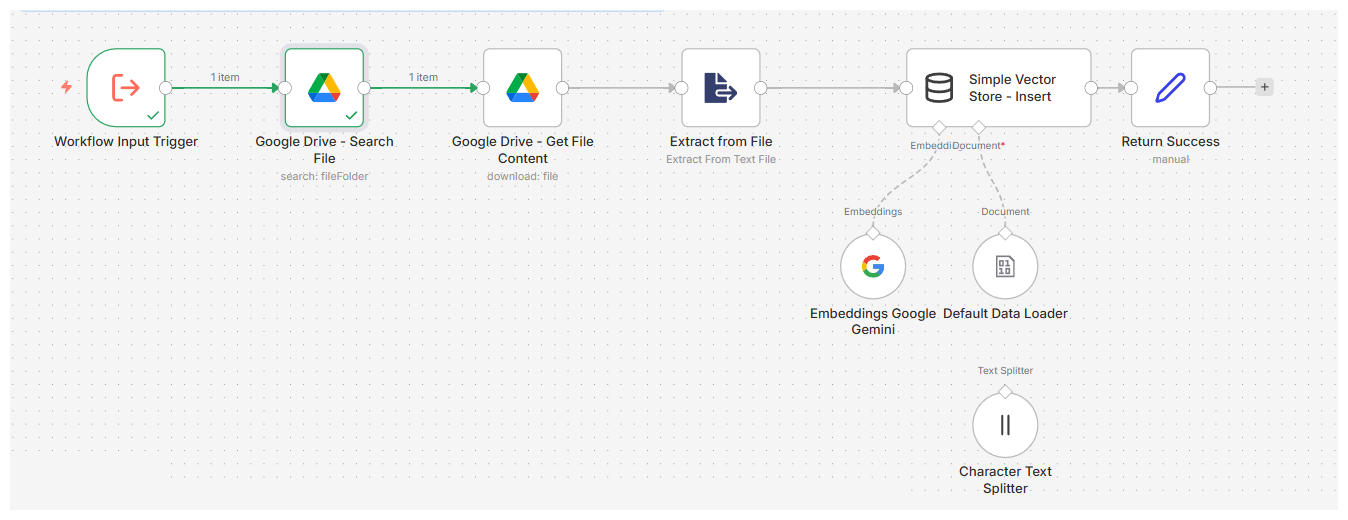 1 item
1 item
Simple Vector
Store - Insert
Workflow Input Trigger
Google Drive - Search
File
search: fileFolder
Google Drive - Get File
Content
download: file
Extract from File
Extract From Text File
Embeddi
Document*
Return Success
manual
Embeddings
Document
Embeddings Google
Gemini
Default Data Loader
Text Splitter
Character Text
Splitter